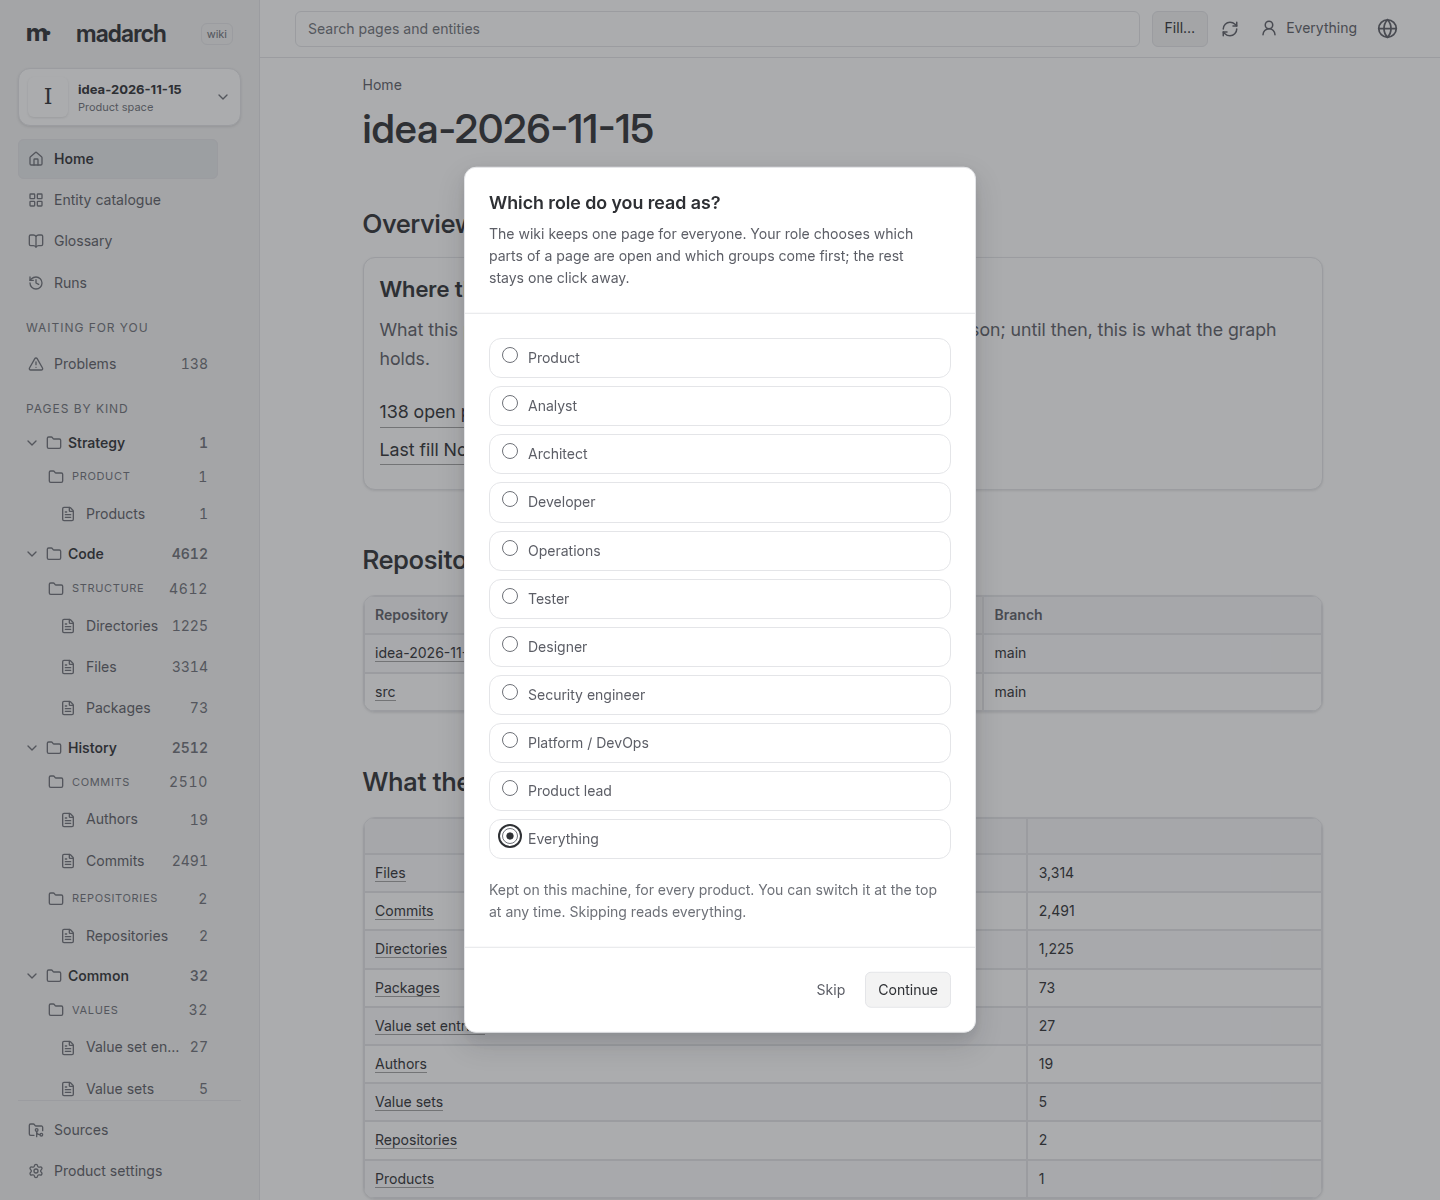 m·
madarch
wiki
I
idea-2026-11-15
Product space
Home
Entity catalogue
Glossary
Runs
WAITING FOR YOU
Problems 138
PAGES BY KIND
Strategy 1
PRODUCT 1
Products 1
Code 4612
STRUCTURE 4612
Directories 1225
Files 3314
Packages 73
History 2512
COMMITS 2510
Authors 19
Commits 2491
REPOSITORIES 2
Repositories 2
Common 32
VALUES 32
Value set en... 27
Value sets 5
Sources
Product settings
Search pages and entities
Fill...
Everything
Home
idea-2026-11-15
Overview
Where t
What this
son; until then, this is what the graph
holds.
138 open
Last fill No
Reposito
Repository Branch
idea-2026-11- main
src main
What the
Files 3,314
Commits 2,491
Directories 1,225
Packages 73
Value set entr 27
Authors 19
Value sets 5
Repositories 2
Products 1
Which role do you read as?
The wiki keeps one page for everyone. Your role chooses which
parts of a page are open and which groups come first; the rest
stays one click away.
Product
Analyst
Architect
Developer
Operations
Tester
Designer
Security engineer
Platform / DevOps
Product lead
Everything
Kept on this machine, for every product. You can switch it at the top
at any time. Skipping reads everything.
Skip
Continue